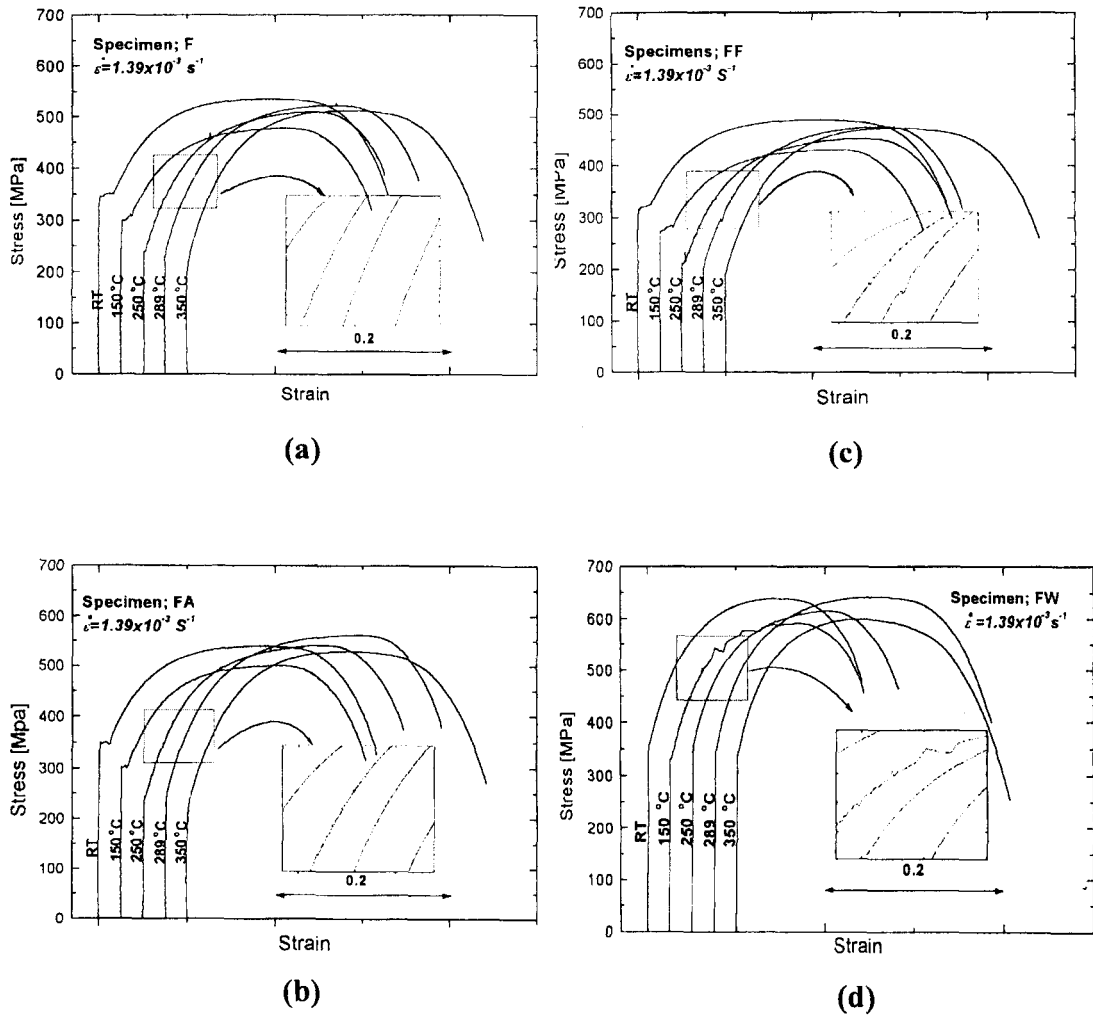 700
600
500
400
300
200
100
0
Stress [MPa]
Specimen; F
ε̇=1.39x10⁻³ s⁻¹
RT
150°C
250°C
289°C
350°C
0.2
Strain
(a)
700
600
500
400
300
200
100
0
Stress [MPa]
Specimens; FF
ε̇=1.39x10⁻³ S⁻¹
RT
150°C
250°C
289°C
350°C
0.2
Strain
(c)
700
600
500
400
300
200
100
0
Stress [Mpa]
Specimen; FA
ε̇=1.39x10⁻³ S⁻¹
RT
150°C
250°C
289°C
350°C
0.2
Strain
(b)
700
600
500
400
300
200
100
0
Stress [MPa]
Specimen; FW
ε̇=1.39x10⁻³s⁻¹
RT
150°C
250°C
289°C
350°C
0.2
Strain
(d)